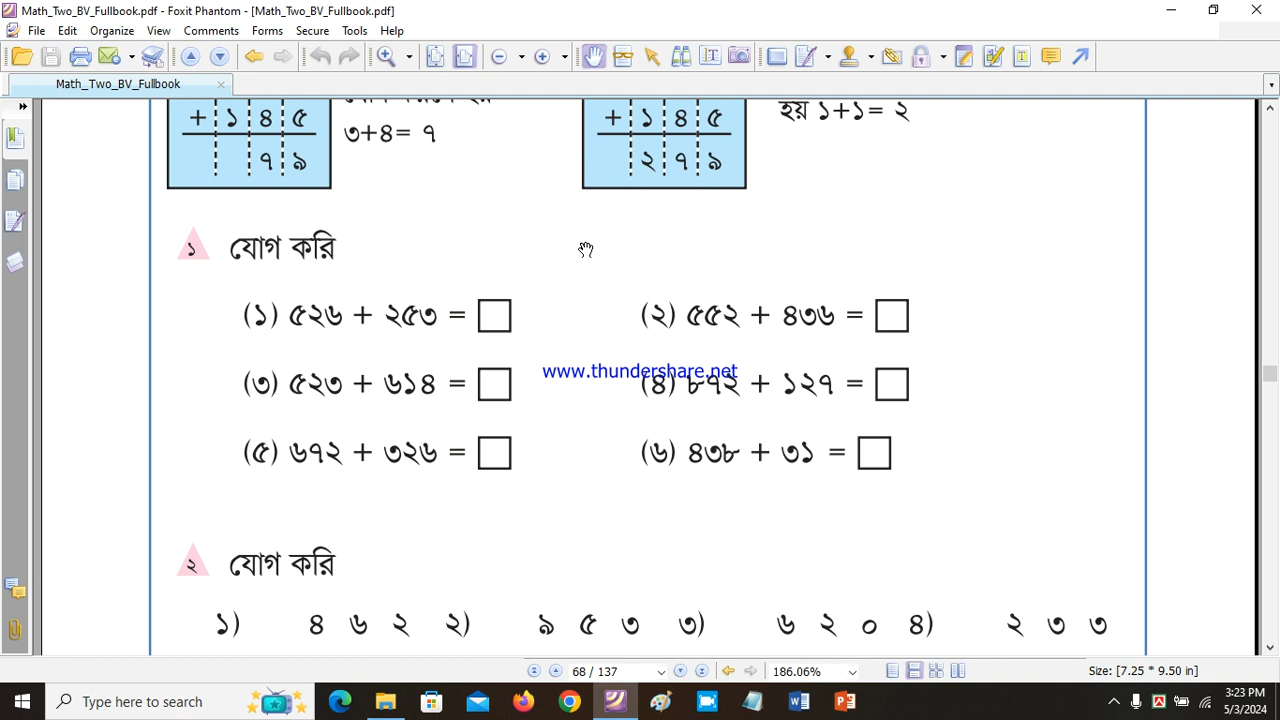 Math_Two_BV_Fullbook.pdf - Foxit Phantom - [Math_Two_BV_Fullbook.pdf]
File Edit Organize View Comments Forms Secure Tools Help
Math_Two_BV_Fullbook
+ ১ ৪ ৫
৭ ৯
৩+৪= ৭
+ ১ ৪ ৫
২ ৭ ৯
হয় ১+১= ২
১ যোগ করি
(১) ৫২৬ + ২৫৩ =
(২) ৫৫২ + ৪৩৬ =
www.thundershare.net
(৩) ৫২৩ + ৬১৪ =
(৪) ৮৭২ + ১২৭ =
(৫) ৬৭২ + ৩২৬ =
(৬) ৪৩৮ + ৩১ =
২ যোগ করি
১) ৪ ৬ ২ ২) ৯ ৫ ৩ ৩) ৬ ২ ০ ৪) ২ ৩ ৩
68 / 137 186.06% Size: [7.25 * 9.50 in]
Type here to search
3:23 PM
5/3/2024